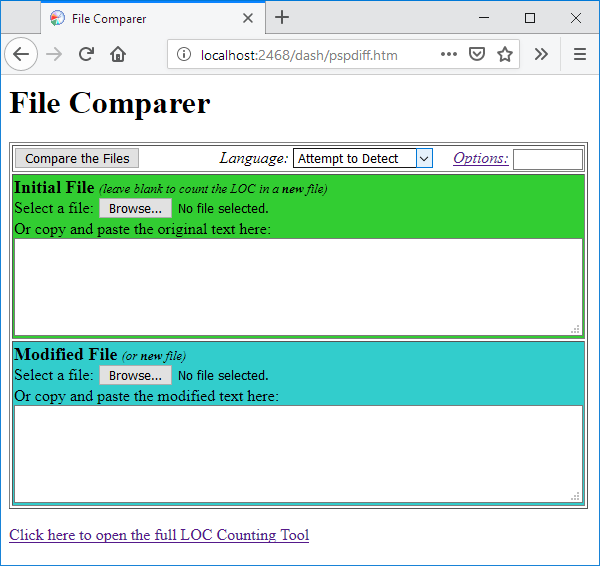 File Comparer
localhost:2468/dash/pspdiff.htm
File Comparer
Compare the Files Language: Attempt to Detect Options:
Initial File (leave blank to count the LOC in a new file)
Select a file: Browse... No file selected.
Or copy and paste the original text here:
Modified File (or new file)
Select a file: Browse... No file selected.
Or copy and paste the modified text here:
Click here to open the full LOC Counting Tool